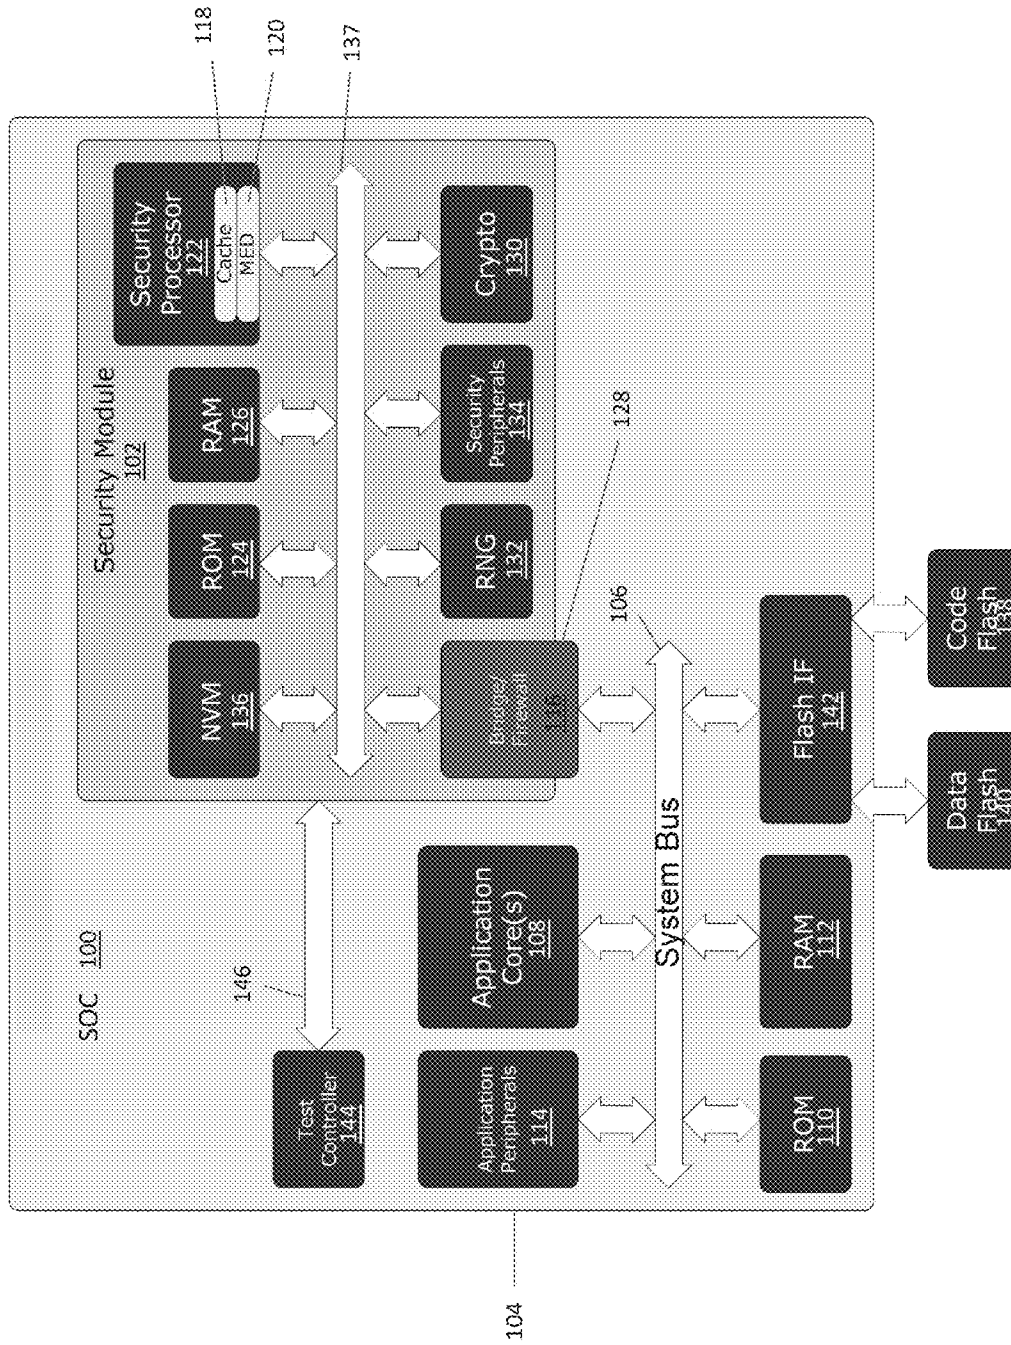 SOC 100
Security Module
102
Security
Processor
122
Cache
MED
118
120
137
NVM
136
ROM
124
RAM
126
146
Test
Controller
144
Bridge/
Firewall
RNG
132
Security
Peripherals
134
Crypto
130
128
Application
Peripherals
114
Application
Core(s)
108
104
106
System Bus
ROM
110
RAM
112
Flash IF
142
Data
Flash
140
Code
Flash
138